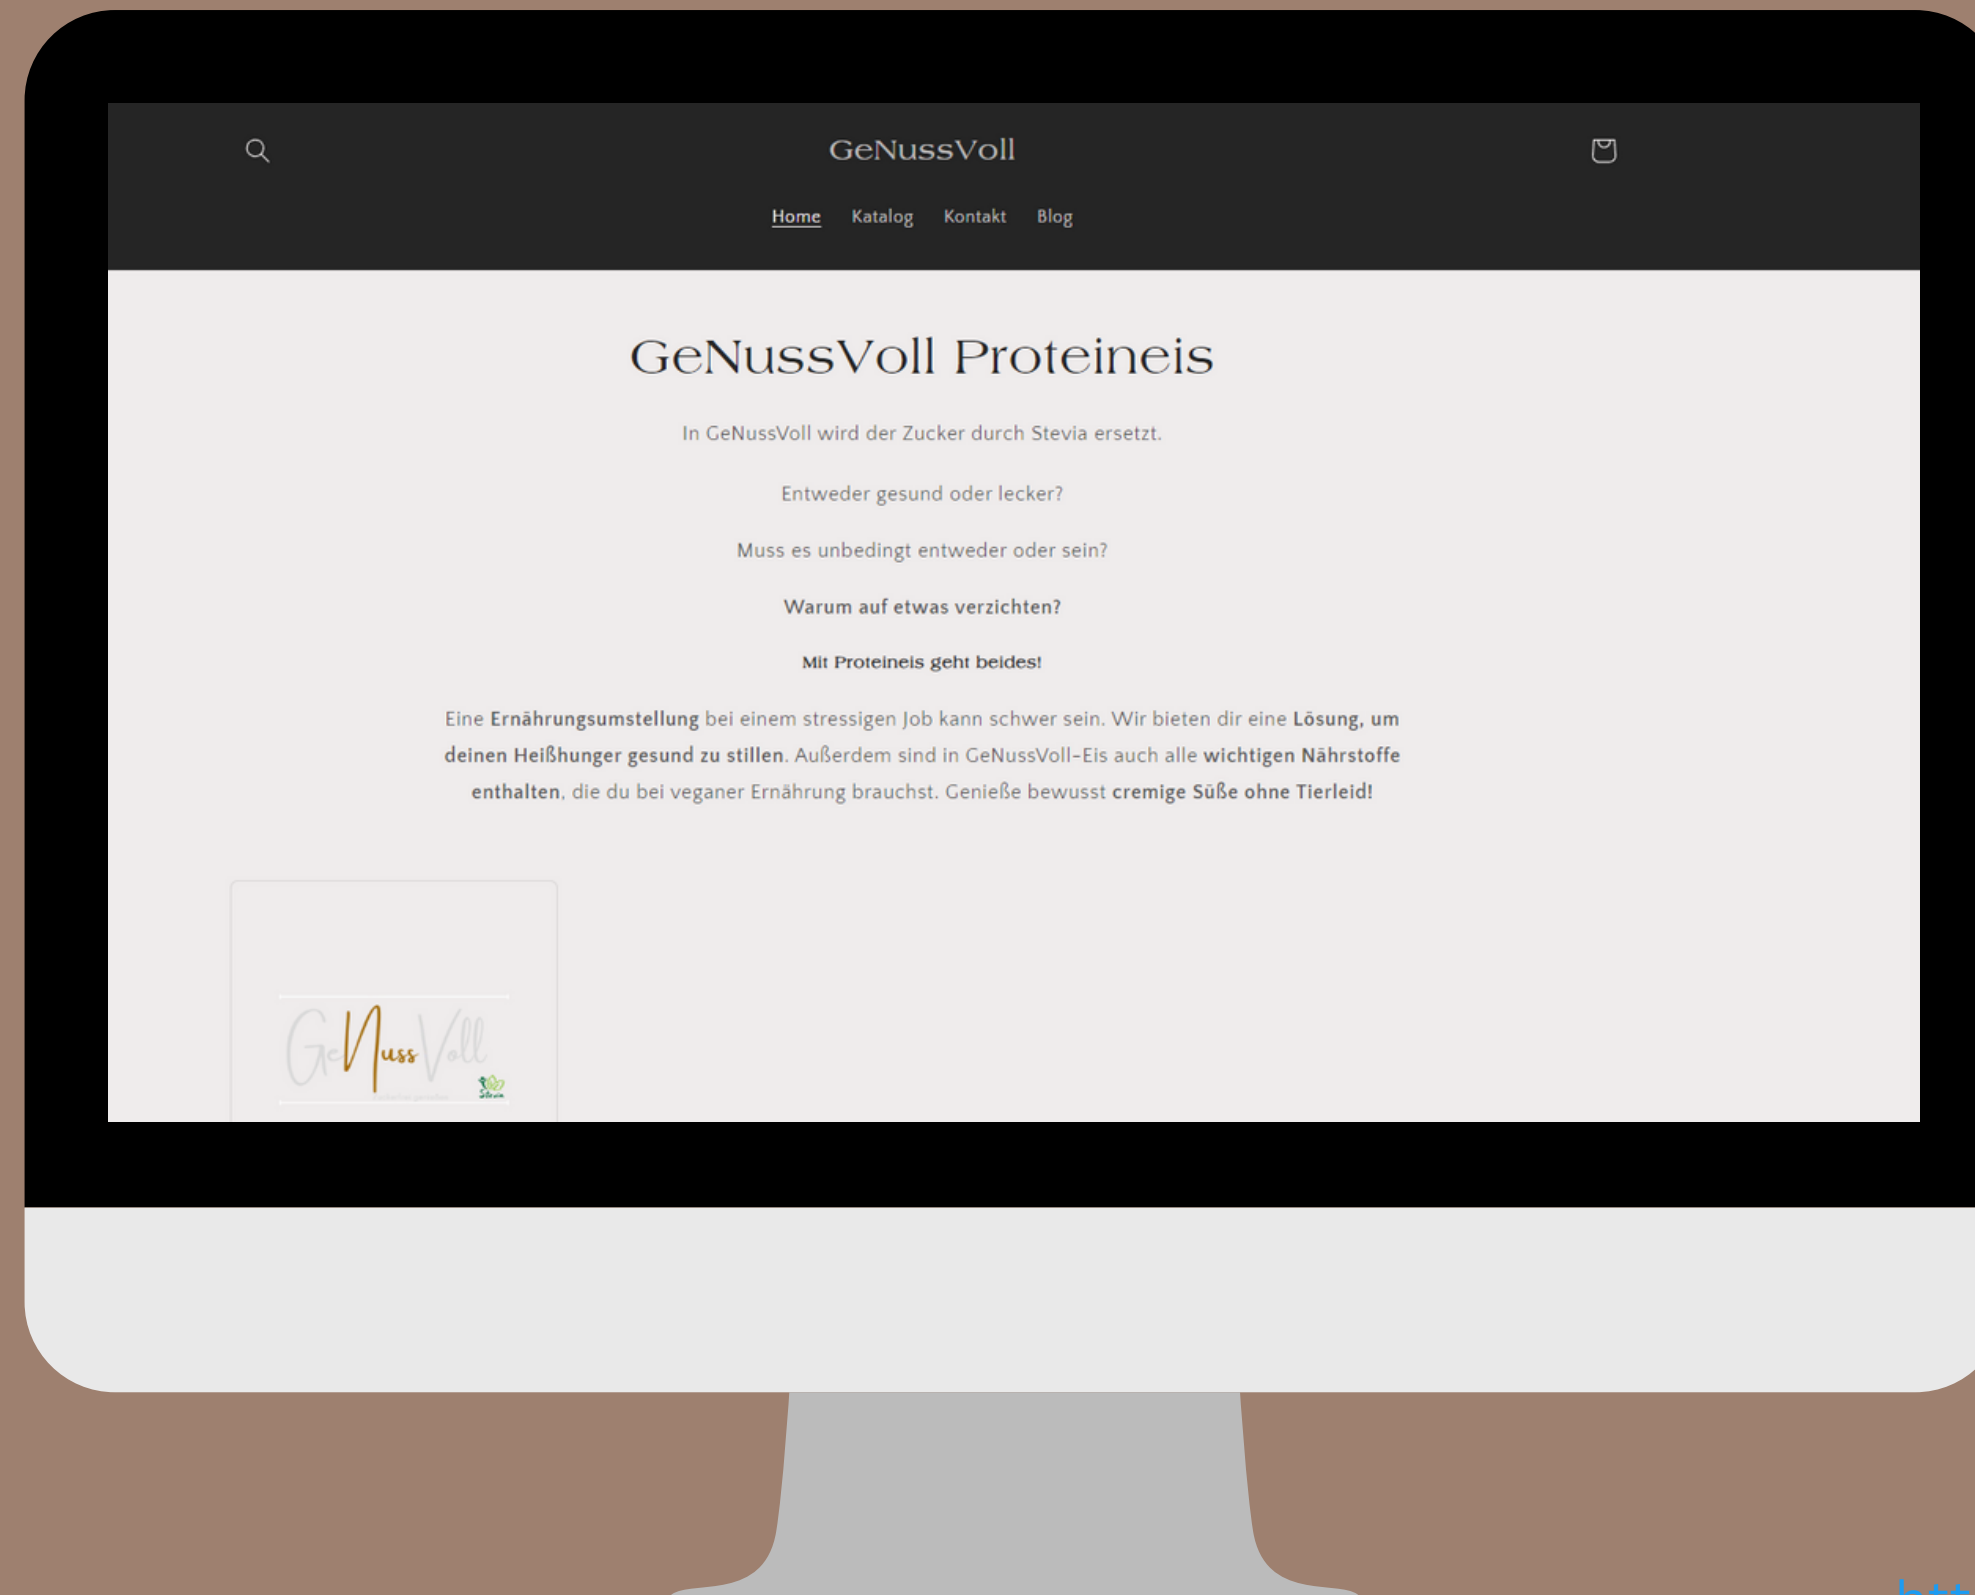 GeNussVoll
Home Katalog Kontakt Blog
GeNussVoll Proteineis
In GeNussVoll wird der Zucker durch Stevia ersetzt.
Entweder gesund oder lecker?
Muss es unbedingt entweder oder sein?
Warum auf etwas verzichten?
Mit Proteineis geht beides!
Eine Ernährungsumstellung bei einem stressigen Job kann schwer sein. Wir bieten dir eine Lösung, um
deinen Heißhunger gesund zu stillen. Außerdem sind in GeNussVoll-Eis auch alle wichtigen Nährstoffe
enthalten, die du bei veganer Ernährung brauchst. Genieße bewusst cremige Süße ohne Tierleid!
GeNussVoll
Stevia